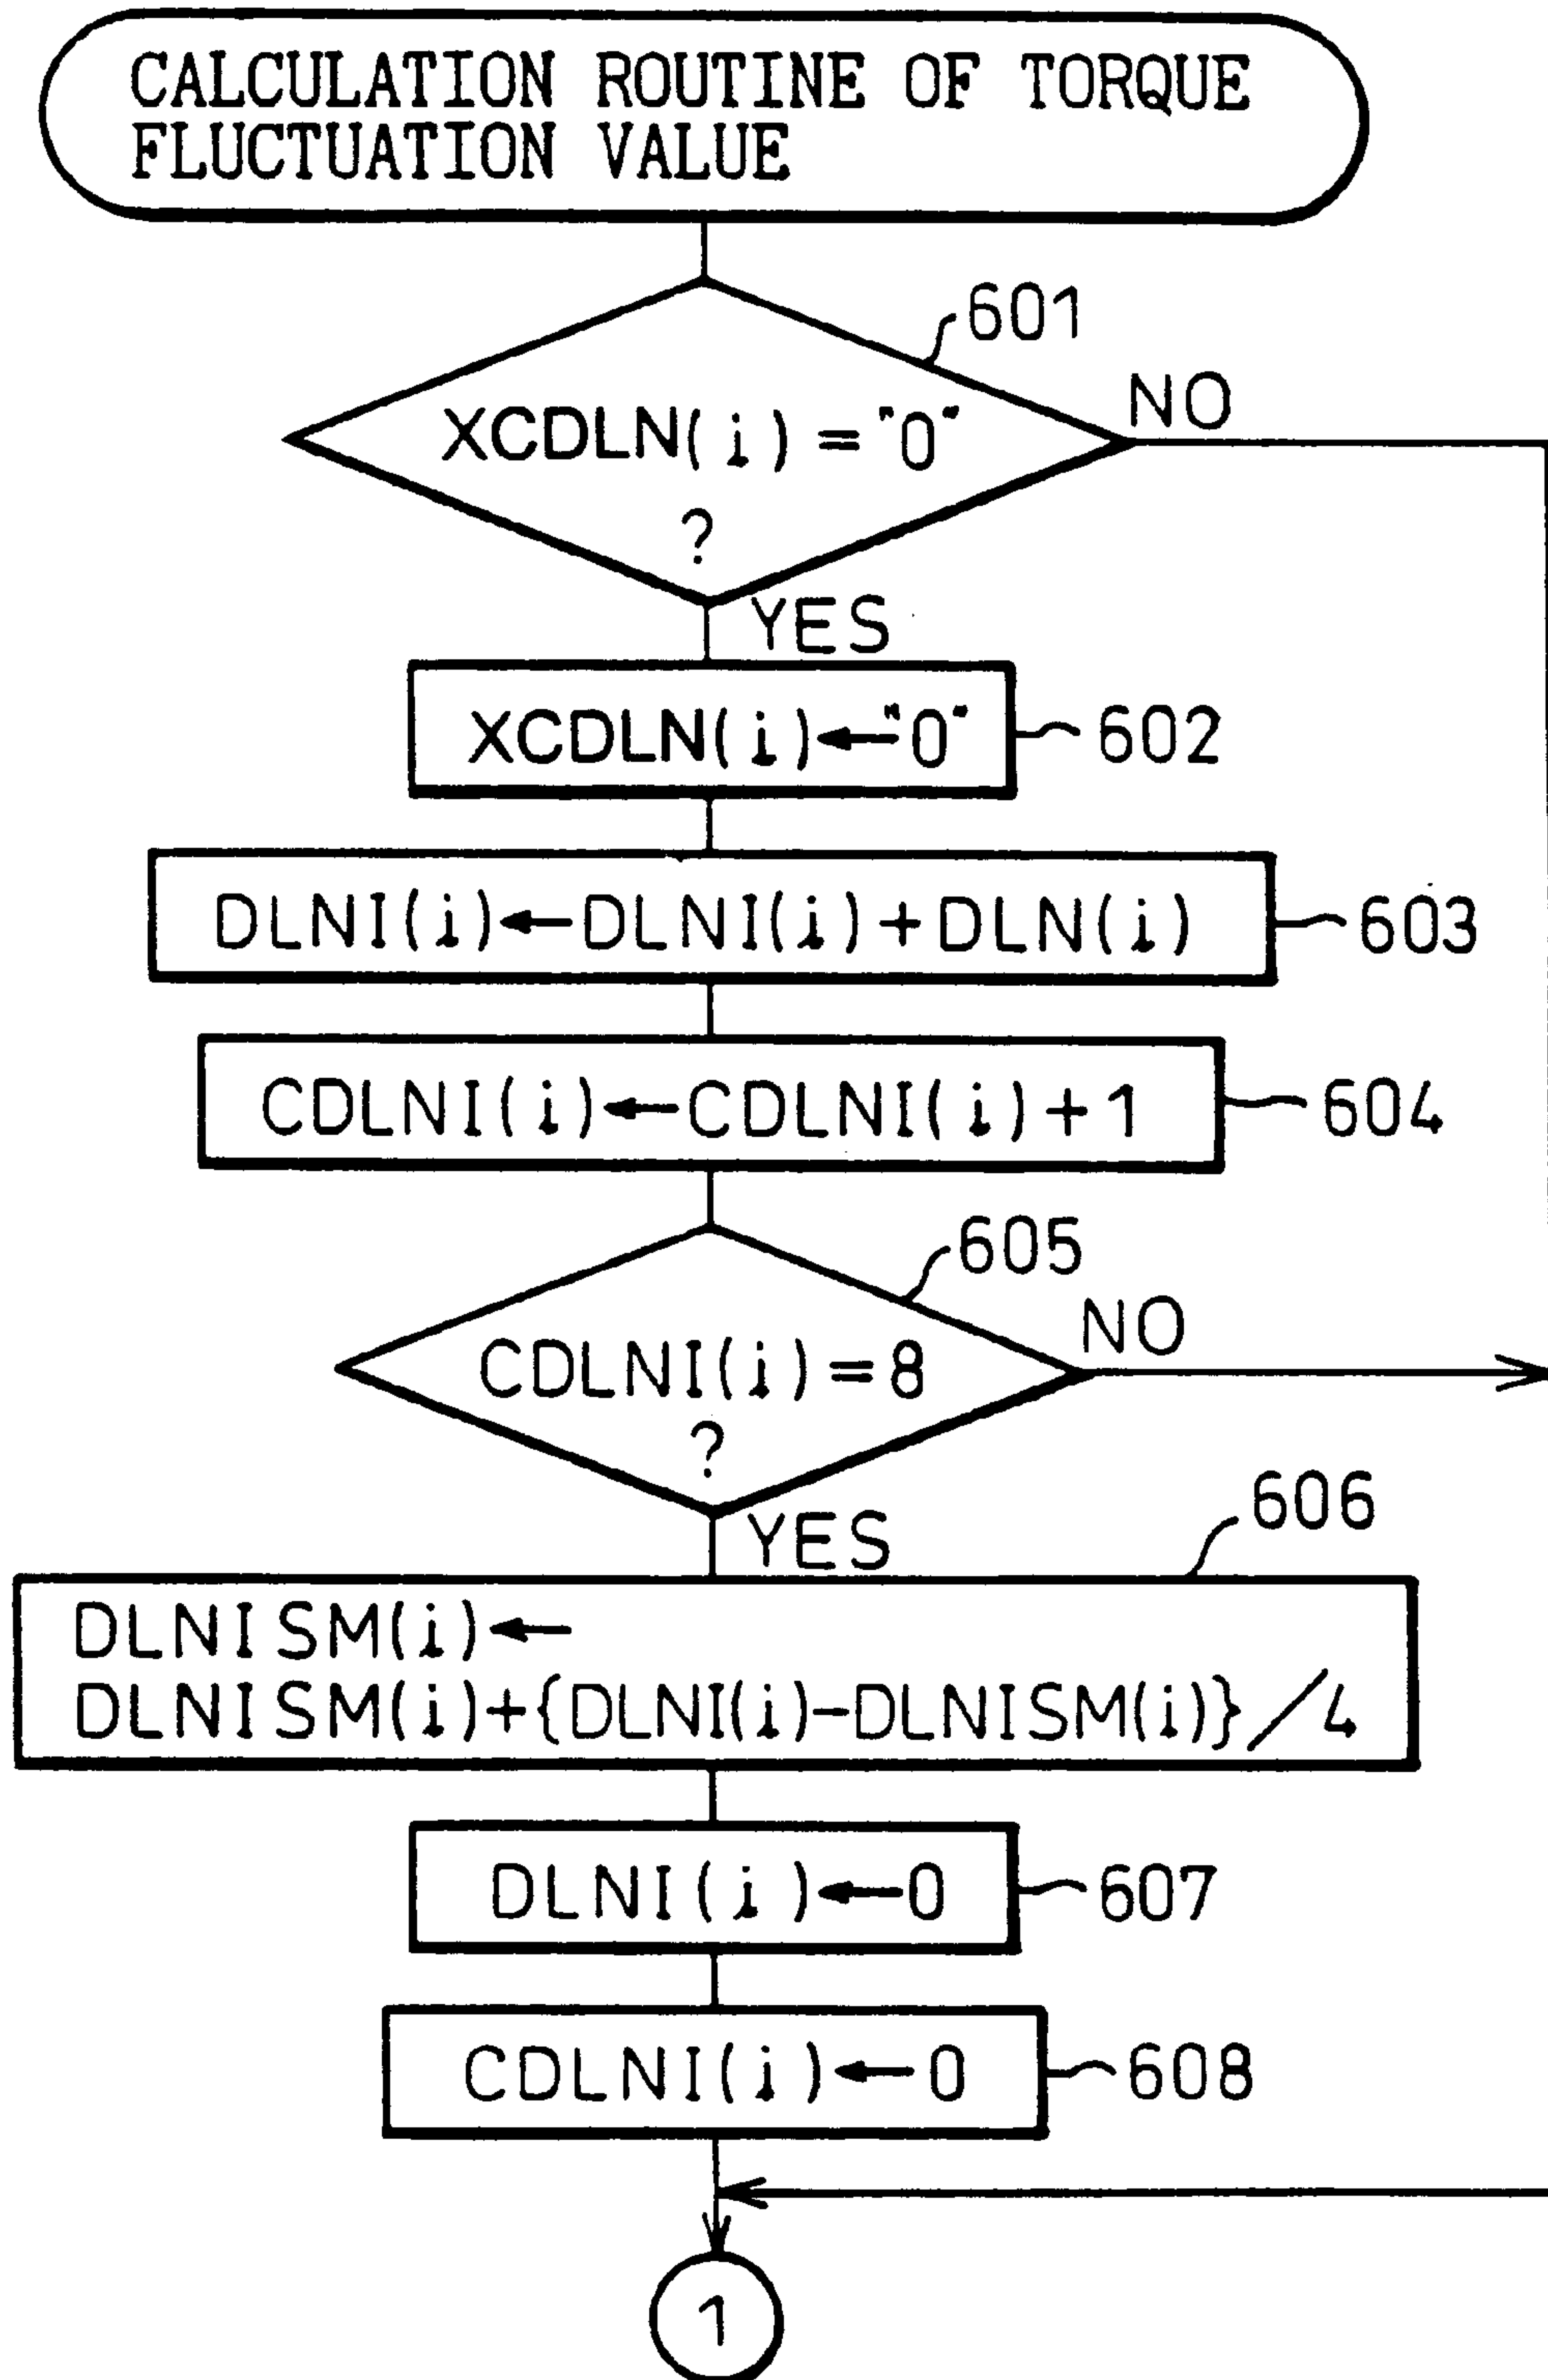 CALCULATION ROUTINE OF TORQUE
FLUCTUATION VALUE
601
XCDLN(i)="0"
?
NO
YES
XCDLN(i)←"0"
602
DLNI(i)←DLNI(i)+DLN(i)
603
CDLNI(i)←CDLNI(i)+1
604
605
CDLNI(i)=8
?
NO
YES
606
DLNISM(i)←
DLNISM(i)+{DLNI(i)-DLNISM(i)}/4
DLNI(i)←0
607
CDLNI(i)←0
608
1